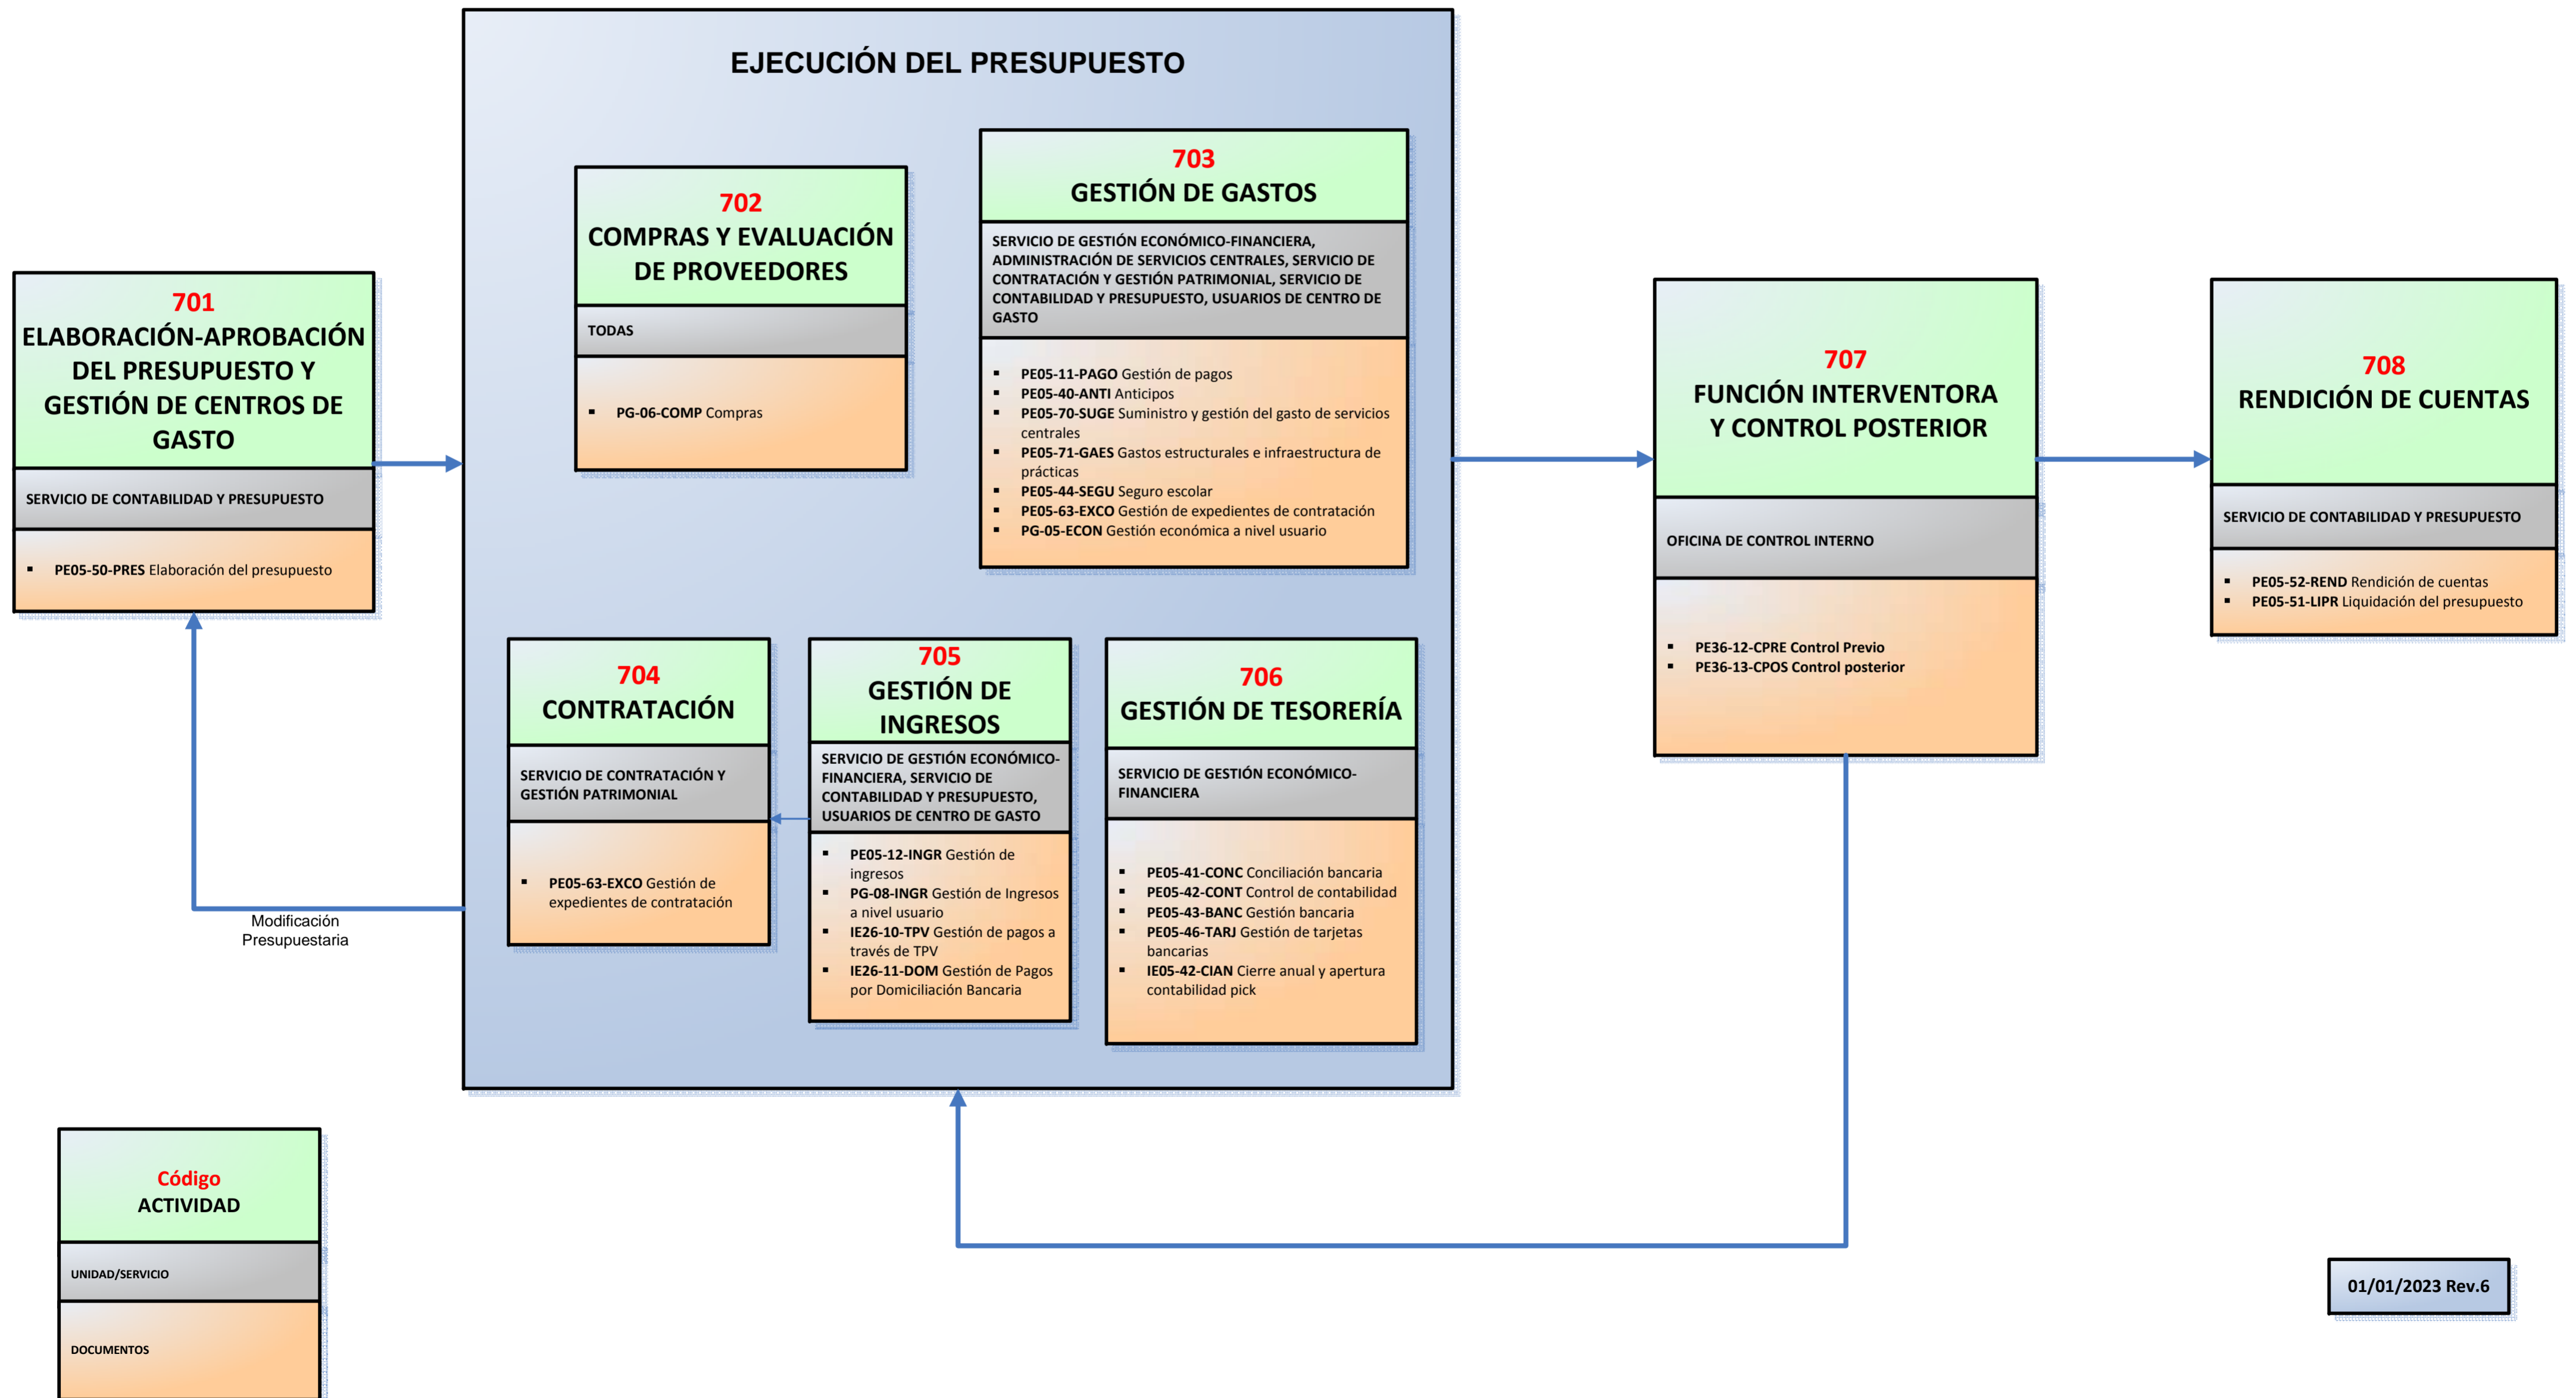 EJECUCIÓN DEL PRESUPUESTO
701
ELABORACIÓN-APROBACIÓN
DEL PRESUPUESTO Y
GESTIÓN DE CENTROS DE
GASTO
SERVICIO DE CONTABILIDAD Y PRESUPUESTO
▪ PE05-50-PRES Elaboración del presupuesto
702
COMPRAS Y EVALUACIÓN
DE PROVEEDORES
TODAS
▪ PG-06-COMP Compras
703
GESTIÓN DE GASTOS
SERVICIO DE GESTIÓN ECONÓMICO-FINANCIERA,
ADMINISTRACIÓN DE SERVICIOS CENTRALES, SERVICIO DE
CONTRATACIÓN Y GESTIÓN PATRIMONIAL, SERVICIO DE
CONTABILIDAD Y PRESUPUESTO, USUARIOS DE CENTRO DE
GASTO
▪ PE05-11-PAGO Gestión de pagos
▪ PE05-40-ANTI Anticipos
▪ PE05-70-SUGE Suministro y gestión del gasto de servicios
centrales
▪ PE05-71-GAES Gastos estructurales e infraestructura de
prácticas
▪ PE05-44-SEGU Seguro escolar
▪ PE05-63-EXCO Gestión de expedientes de contratación
▪ PG-05-ECON Gestión económica a nivel usuario
704
CONTRATACIÓN
SERVICIO DE CONTRATACIÓN Y
GESTIÓN PATRIMONIAL
▪ PE05-63-EXCO Gestión de
expedientes de contratación
705
GESTIÓN DE
INGRESOS
SERVICIO DE GESTIÓN ECONÓMICO-
FINANCIERA, SERVICIO DE
CONTABILIDAD Y PRESUPUESTO,
USUARIOS DE CENTRO DE GASTO
▪ PE05-12-INGR Gestión de
ingresos
▪ PG-08-INGR Gestión de Ingresos
a nivel usuario
▪ IE26-10-TPV Gestión de pagos a
través de TPV
▪ IE26-11-DOM Gestión de Pagos
por Domiciliación Bancaria
706
GESTIÓN DE TESORERÍA
SERVICIO DE GESTIÓN ECONÓMICO-
FINANCIERA
▪ PE05-41-CONC Conciliación bancaria
▪ PE05-42-CONT Control de contabilidad
▪ PE05-43-BANC Gestión bancaria
▪ PE05-46-TARJ Gestión de tarjetas
bancarias
▪ IE05-42-CIAN Cierre anual y apertura
contabilidad pick
707
FUNCIÓN INTERVENTORA
Y CONTROL POSTERIOR
OFICINA DE CONTROL INTERNO
▪ PE36-12-CPRE Control Previo
▪ PE36-13-CPOS Control posterior
708
RENDICIÓN DE CUENTAS
SERVICIO DE CONTABILIDAD Y PRESUPUESTO
▪ PE05-52-REND Rendición de cuentas
▪ PE05-51-LIPR Liquidación del presupuesto
Modificación
Presupuestaria
Código
ACTIVIDAD
UNIDAD/SERVICIO
DOCUMENTOS
01/01/2023 Rev.6